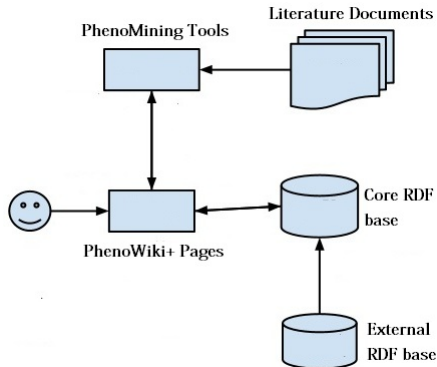 Literature Documents
PhenoMining Tools
Core RDF
base
PhenoWiki+ Pages
External
RDF base